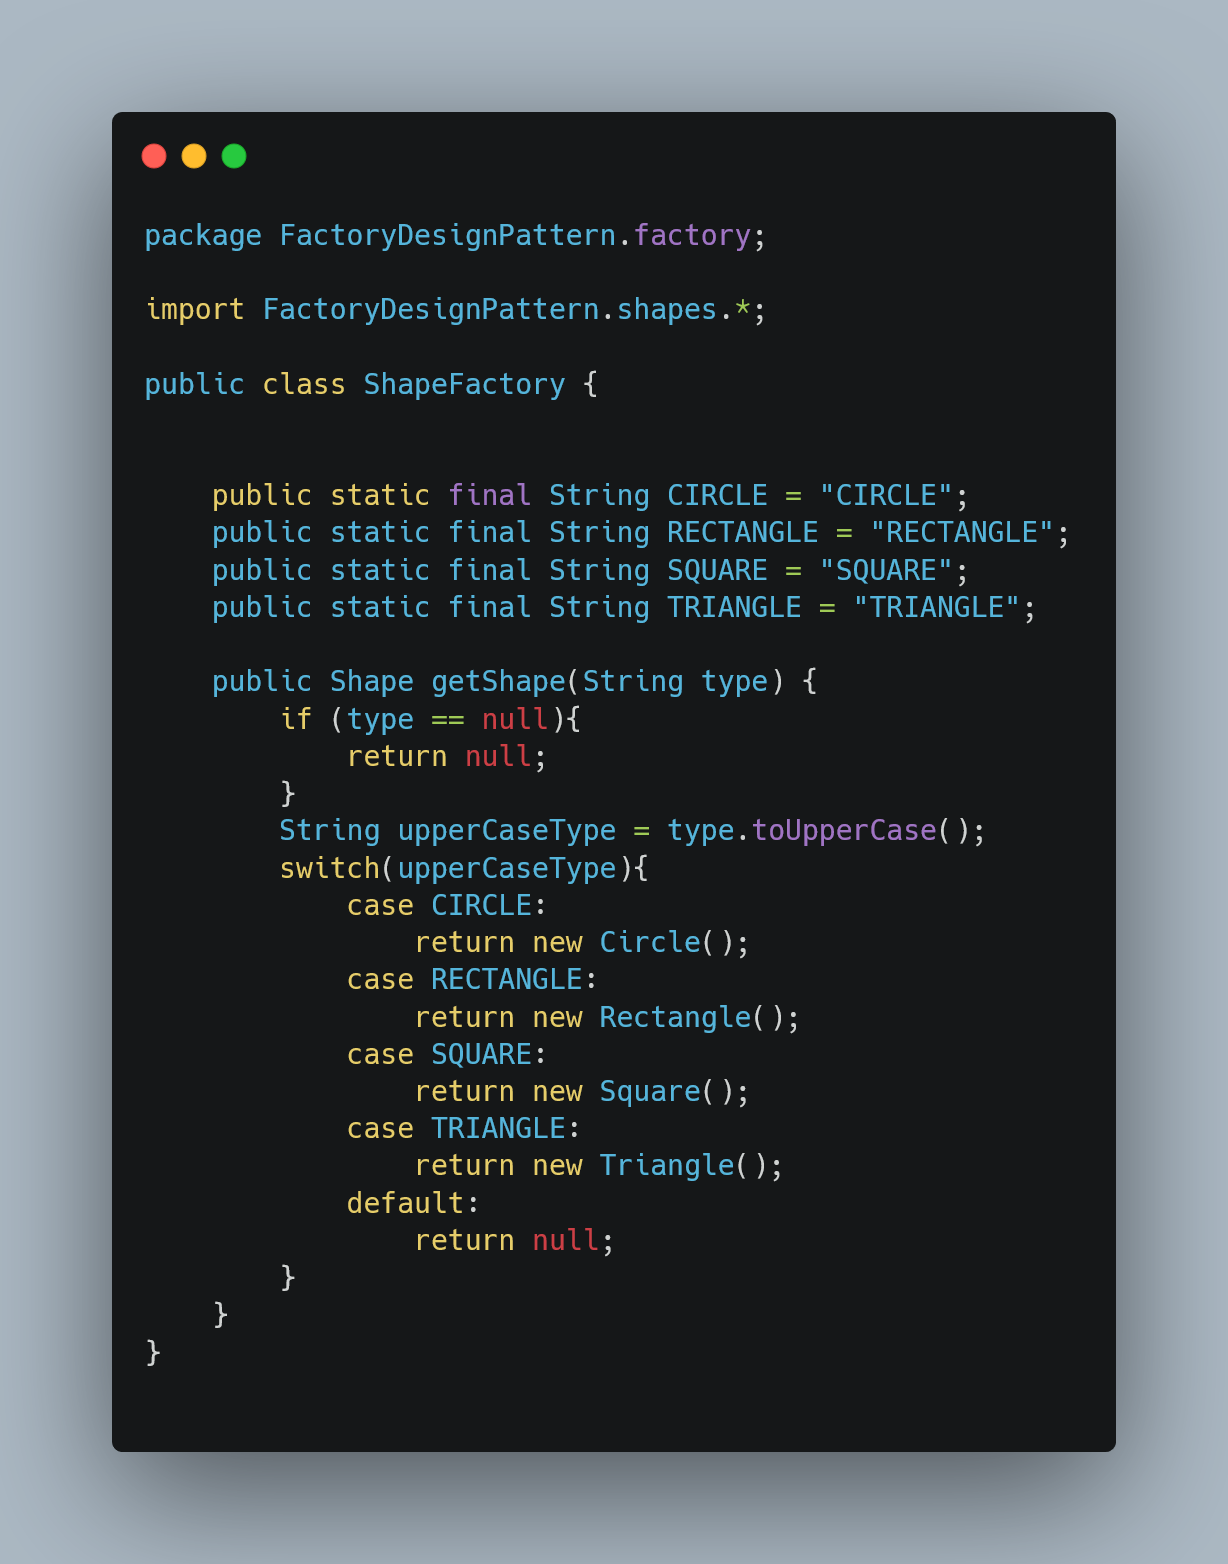 package FactoryDesignPattern.factory;
import FactoryDesignPattern.shapes.*;
public class ShapeFactory {
    public static final String CIRCLE = "CIRCLE";
    public static final String RECTANGLE = "RECTANGLE";
    public static final String SQUARE = "SQUARE";
    public static final String TRIANGLE = "TRIANGLE";
    public Shape getShape(String type) {
        if (type == null){
            return null;
        }
        String upperCaseType = type.toUpperCase();
        switch(upperCaseType){
            case CIRCLE:
                return new Circle();
            case RECTANGLE:
                return new Rectangle();
            case SQUARE:
                return new Square();
            case TRIANGLE:
                return new Triangle();
            default:
                return null;
        }
    }
}